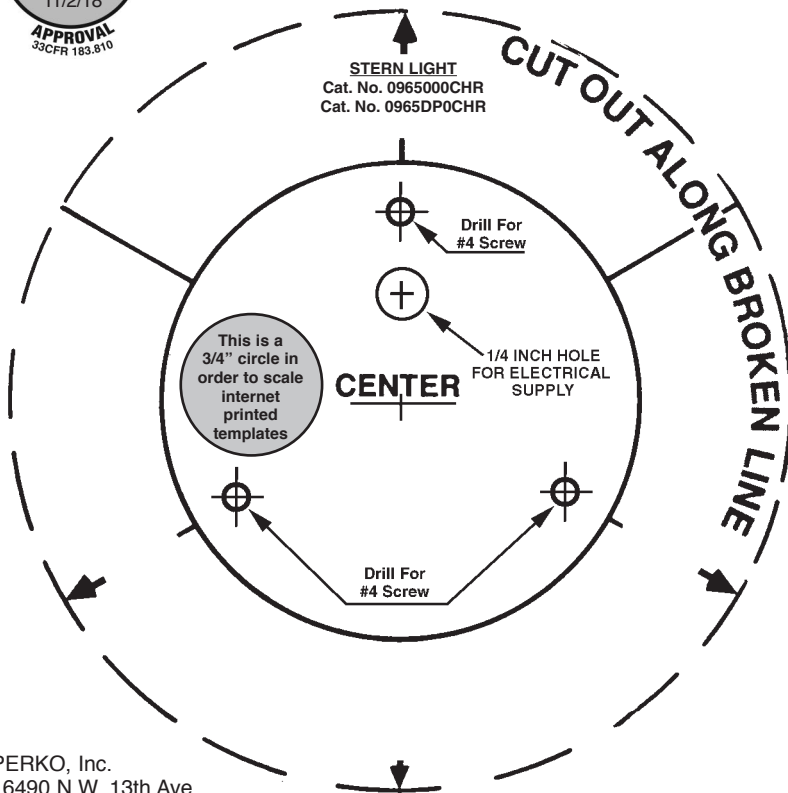 11/2/18
APPROVAL
33CFR 183.810
STERN LIGHT
Cat. No. 0965000CHR
Cat. No. 0965DP0CHR
CUT OUT ALONG BROKEN LINE
Drill For
#4 Screw
1/4 INCH HOLE
FOR ELECTRICAL
SUPPLY
This is a
3/4” circle in
order to scale
internet
printed
templates
CENTER
Drill For
#4 Screw
PERKO, Inc.
6490 N.W. 13th Ave